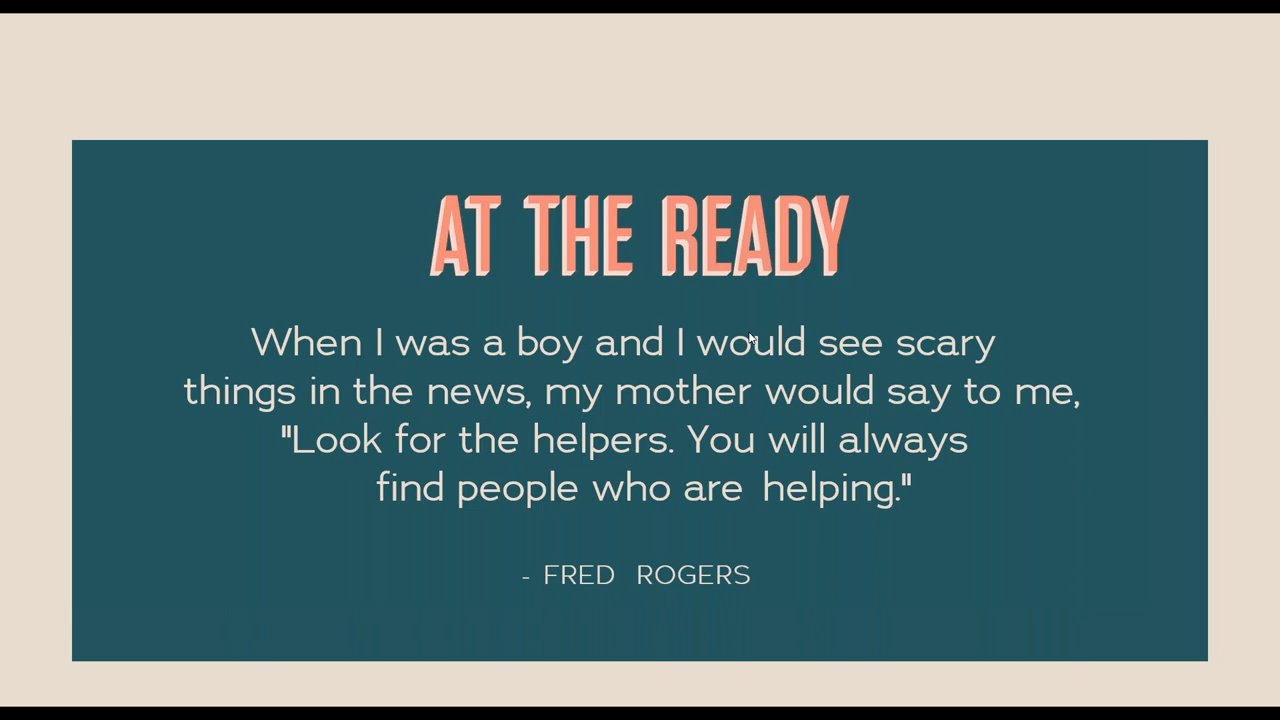 AT THE READY
When I was a boy and I would see scary
things in the news, my mother would say to me,
"Look for the helpers. You will always
find people who are helping."
- FRED ROGERS